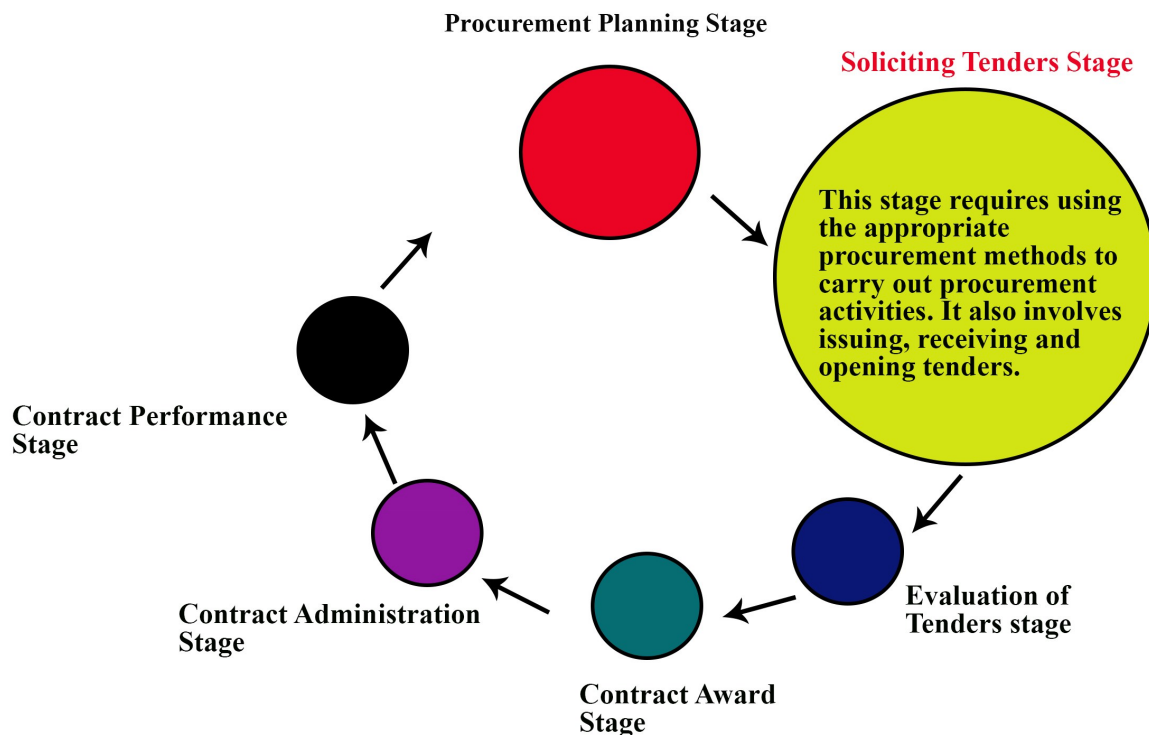 Procurement Planning Stage
Soliciting Tenders Stage
This stage requires using
the appropriate
procurement methods to
carry out procurement
activities. It also involves
issuing, receiving and
opening tenders.
Evaluation of
Tenders stage
Contract Award
Stage
Contract Administration
Stage
Contract Performance
Stage